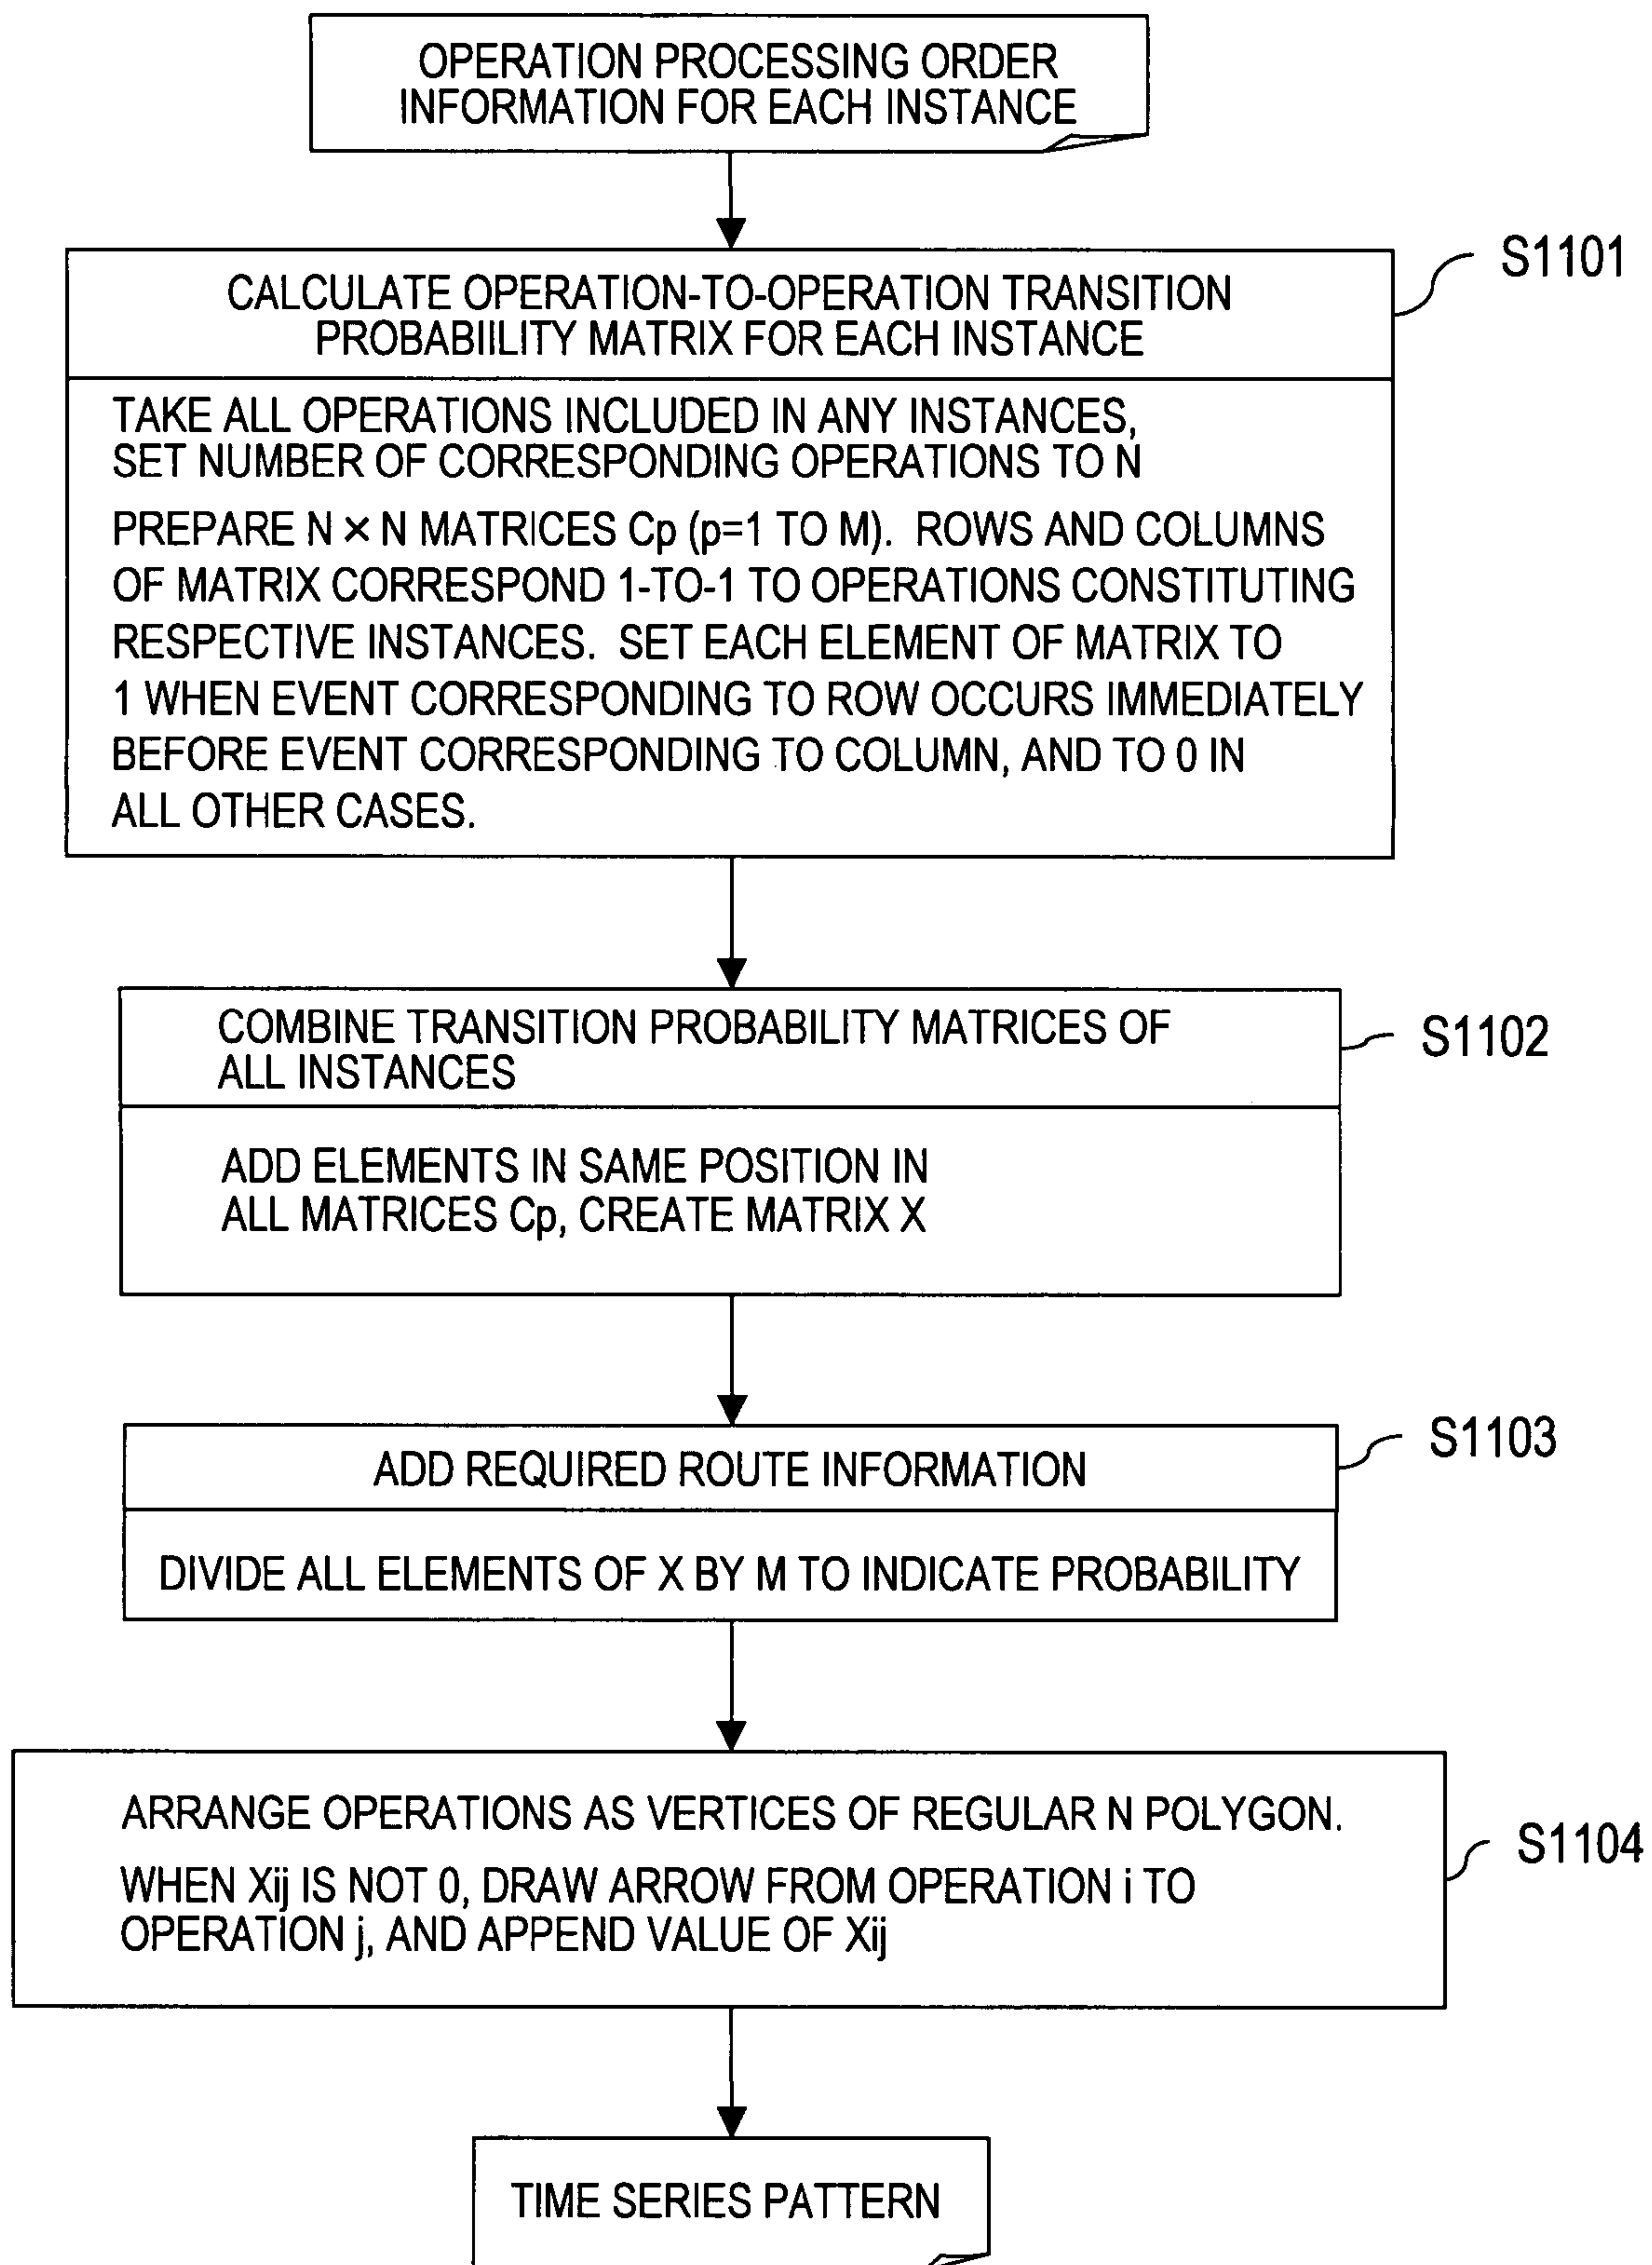 OPERATION PROCESSING ORDER
INFORMATION FOR EACH INSTANCE
S1101
CALCULATE OPERATION-TO-OPERATION TRANSITION
PROBABIILITY MATRIX FOR EACH INSTANCE
TAKE ALL OPERATIONS INCLUDED IN ANY INSTANCES,
SET NUMBER OF CORRESPONDING OPERATIONS TO N
PREPARE N × N MATRICES Cp (p=1 TO M). ROWS AND COLUMNS
OF MATRIX CORRESPOND 1-TO-1 TO OPERATIONS CONSTITUTING
RESPECTIVE INSTANCES. SET EACH ELEMENT OF MATRIX TO
1 WHEN EVENT CORRESPONDING TO ROW OCCURS IMMEDIATELY
BEFORE EVENT CORRESPONDING TO COLUMN, AND TO 0 IN
ALL OTHER CASES.
S1102
COMBINE TRANSITION PROBABILITY MATRICES OF
ALL INSTANCES
ADD ELEMENTS IN SAME POSITION IN
ALL MATRICES Cp, CREATE MATRIX X
S1103
ADD REQUIRED ROUTE INFORMATION
DIVIDE ALL ELEMENTS OF X BY M TO INDICATE PROBABILITY
S1104
ARRANGE OPERATIONS AS VERTICES OF REGULAR N POLYGON.
WHEN Xij IS NOT 0, DRAW ARROW FROM OPERATION i TO
OPERATION j, AND APPEND VALUE OF Xij
TIME SERIES PATTERN